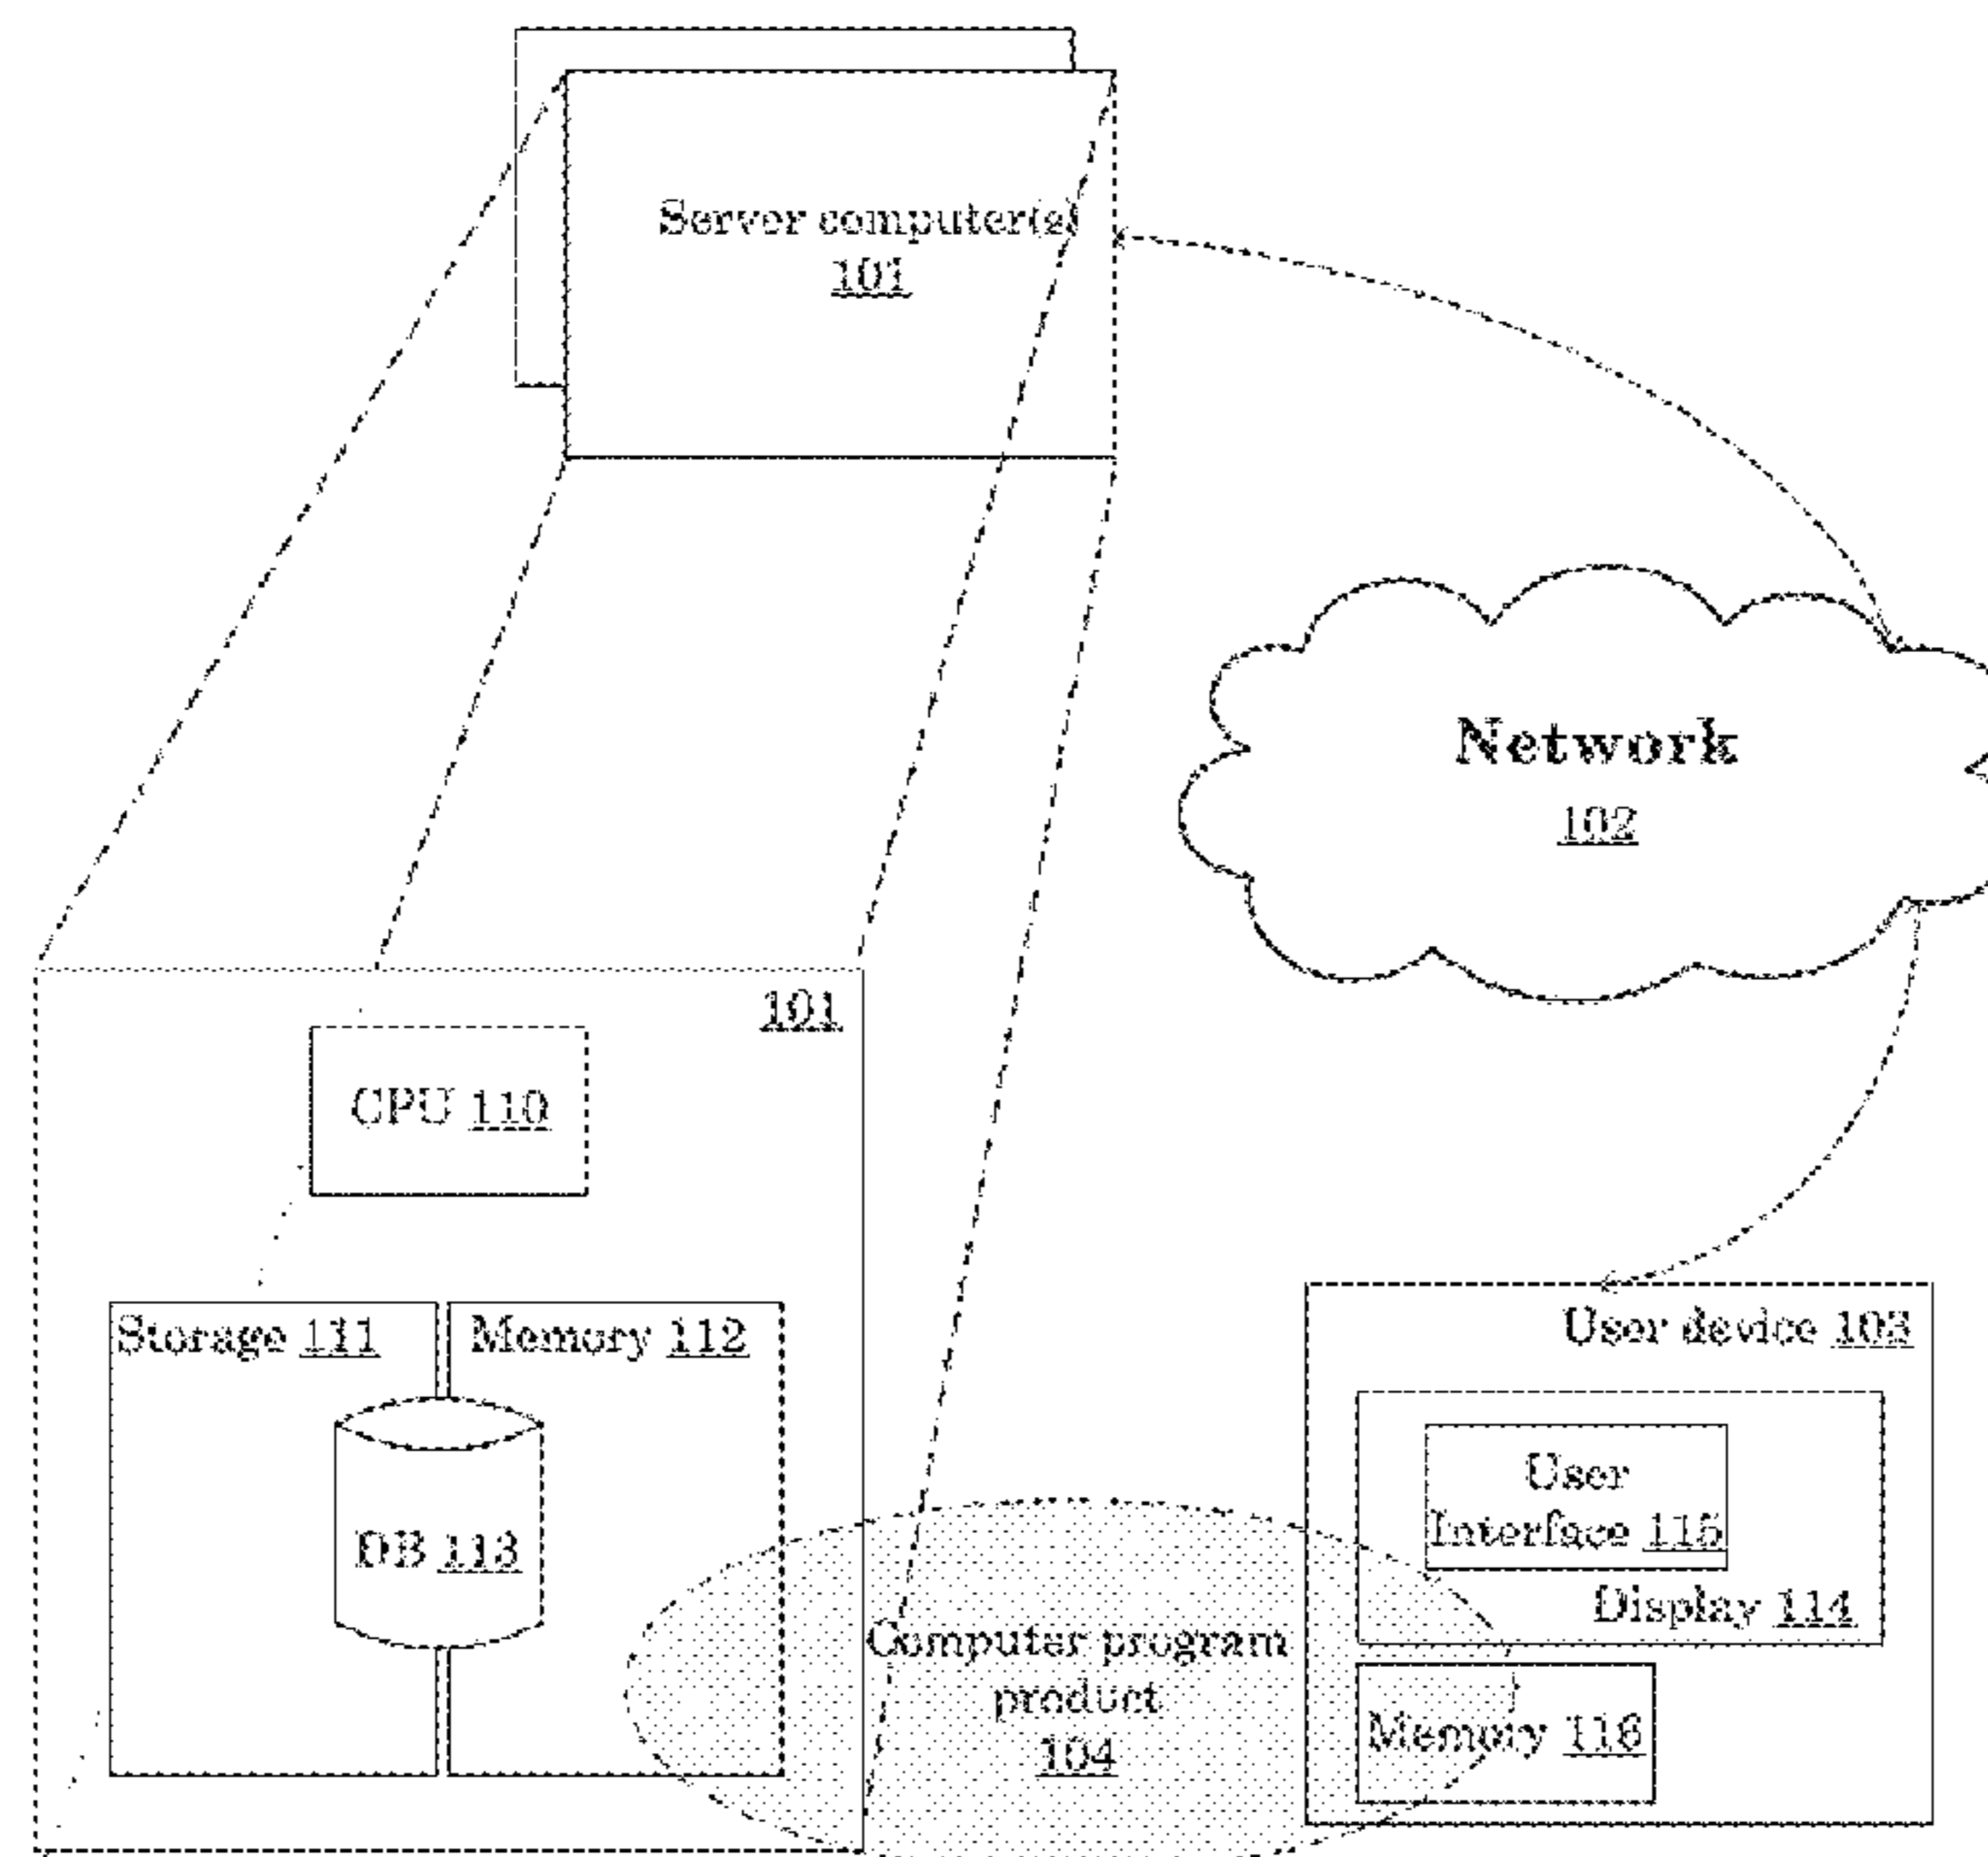 Server computer(s)
101
Network
102
101
CPU 110
Storage 111
Memory 112
DB 113
User device 103
User
Interface 115
Display 114
Computer program
product
104
Memory 116